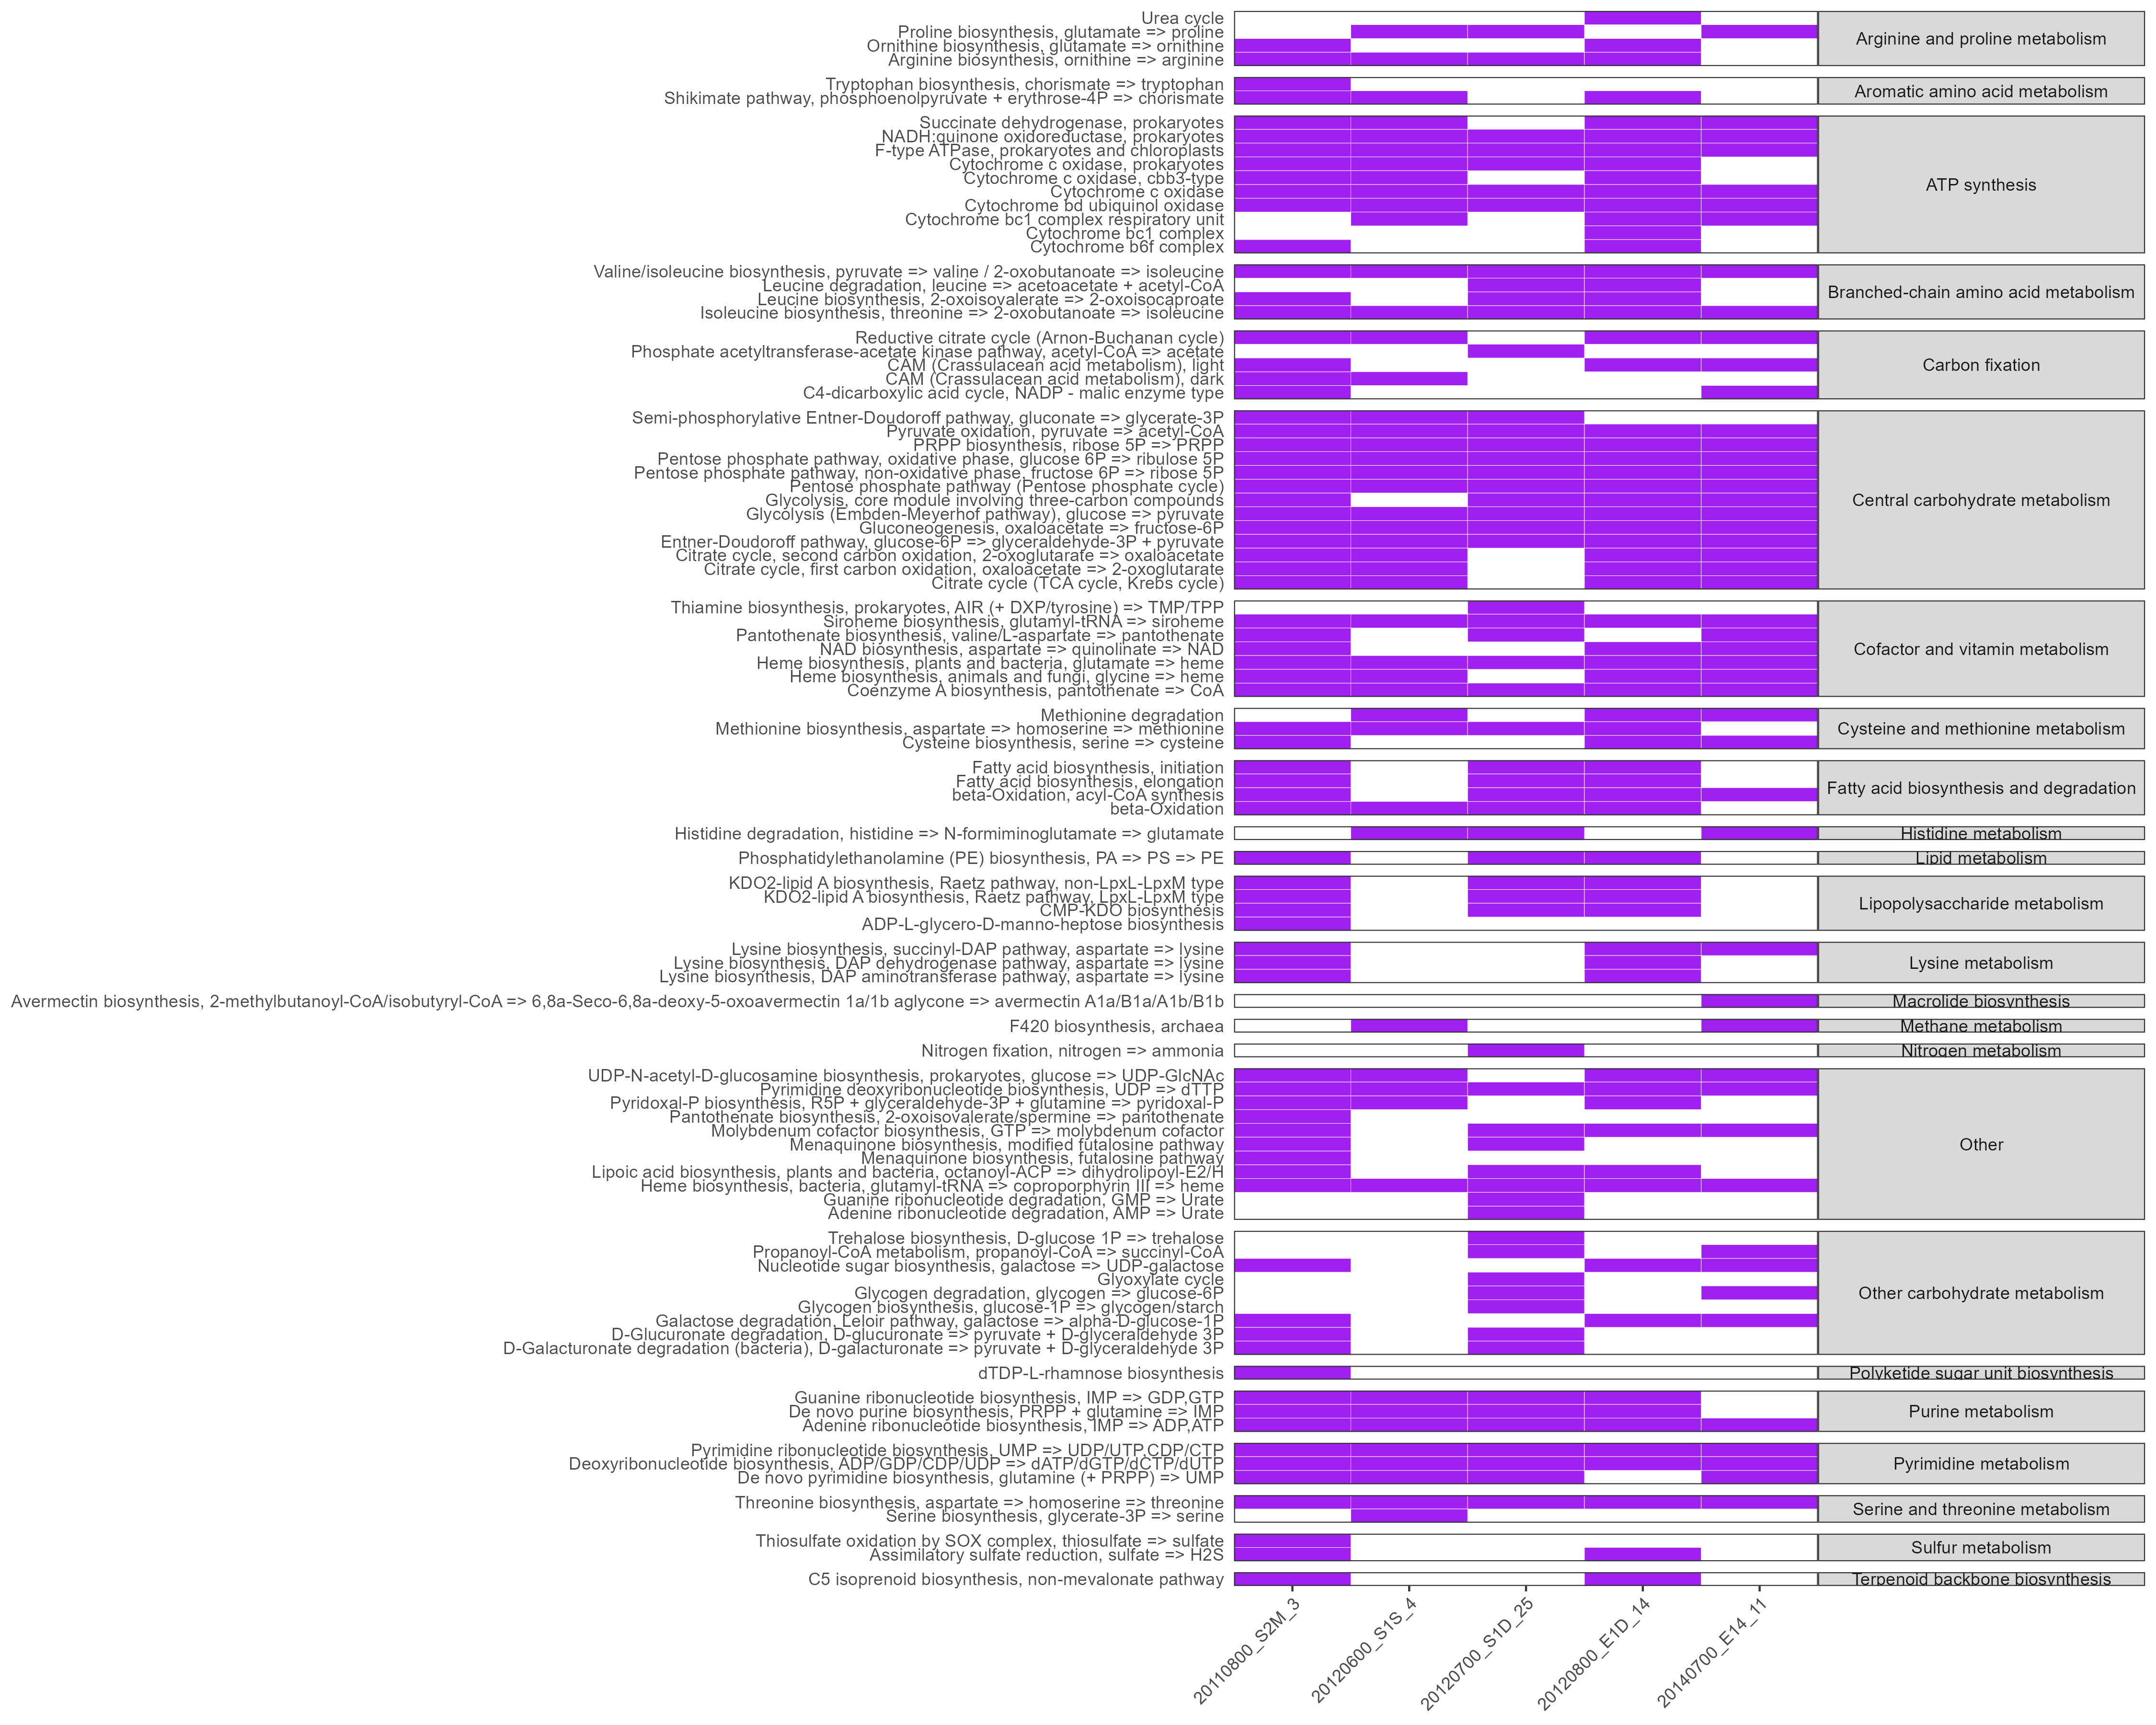 Urea cycle
Proline biosynthesis, glutamate => proline
Ornithine biosynthesis, glutamate => ornithine
Arginine biosynthesis, ornithine => arginine
Arginine and proline metabolism
Tryptophan biosynthesis, chorismate => tryptophan
Shikimate pathway, phosphoenolpyruvate + erythrose-4P => chorismate
Aromatic amino acid metabolism
Succinate dehydrogenase, prokaryotes
NADH:quinone oxidoreductase, prokaryotes
F-type ATPase, prokaryotes and chloroplasts
Cytochrome c oxidase, prokaryotes
Cytochrome c oxidase, cbb3-type
Cytochrome c oxidase
Cytochrome bd ubiquinol oxidase
Cytochrome bc1 complex respiratory unit
Cytochrome bc1 complex
Cytochrome b6f complex
ATP synthesis
Valine/isoleucine biosynthesis, pyruvate => valine / 2-oxobutanoate => isoleucine
Leucine degradation, leucine => acetoacetate + acetyl-CoA
Leucine biosynthesis, 2-oxoisovalerate => 2-oxoisocaproate
Isoleucine biosynthesis, threonine => 2-oxobutanoate => isoleucine
Branched-chain amino acid metabolism
Reductive citrate cycle (Arnon-Buchanan cycle)
Phosphate acetyltransferase-acetate kinase pathway, acetyl-CoA => acetate
CAM (Crassulacean acid metabolism), light
CAM (Crassulacean acid metabolism), dark
C4-dicarboxylic acid cycle, NADP - malic enzyme type
Carbon fixation
Semi-phosphorylative Entner-Doudoroff pathway, gluconate => glycerate-3P
Pyruvate oxidation, pyruvate => acetyl-CoA
PRPP biosynthesis, ribose 5P => PRPP
Pentose phosphate pathway, oxidative phase, glucose 6P => ribulose 5P
Pentose phosphate pathway, non-oxidative phase, fructose 6P => ribose 5P
Pentose phosphate pathway (Pentose phosphate cycle)
Glycolysis, core module involving three-carbon compounds
Glycolysis (Embden-Meyerhof pathway), glucose => pyruvate
Gluconeogenesis, oxaloacetate => fructose-6P
Entner-Doudoroff pathway, glucose-6P => glyceraldehyde-3P + pyruvate
Citrate cycle, second carbon oxidation, 2-oxoglutarate => oxaloacetate
Citrate cycle, first carbon oxidation, oxaloacetate => 2-oxoglutarate
Citrate cycle (TCA cycle, Krebs cycle)
Central carbohydrate metabolism
Thiamine biosynthesis, prokaryotes, AIR (+ DXP/tyrosine) => TMP/TPP
Siroheme biosynthesis, glutamyl-tRNA => siroheme
Pantothenate biosynthesis, valine/L-aspartate => pantothenate
NAD biosynthesis, aspartate => quinolinate => NAD
Heme biosynthesis, plants and bacteria, glutamate => heme
Heme biosynthesis, animals and fungi, glycine => heme
Coenzyme A biosynthesis, pantothenate => CoA
Cofactor and vitamin metabolism
Methionine degradation
Methionine biosynthesis, aspartate => homoserine => methionine
Cysteine biosynthesis, serine => cysteine
Cysteine and methionine metabolism
Fatty acid biosynthesis, initiation
Fatty acid biosynthesis, elongation
beta-Oxidation, acyl-CoA synthesis
beta-Oxidation
Fatty acid biosynthesis and degradation
Histidine degradation, histidine => N-formiminoglutamate => glutamate
Histidine metabolism
Phosphatidylethanolamine (PE) biosynthesis, PA => PS => PE
Lipid metabolism
KDO2-lipid A biosynthesis, Raetz pathway, non-LpxL-LpxM type
KDO2-lipid A biosynthesis, Raetz pathway, LpxL-LpxM type
CMP-KDO biosynthesis
ADP-L-glycero-D-manno-heptose biosynthesis
Lipopolysaccharide metabolism
Lysine biosynthesis, succinyl-DAP pathway, aspartate => lysine
Lysine biosynthesis, DAP dehydrogenase pathway, aspartate => lysine
Lysine biosynthesis, DAP aminotransferase pathway, aspartate => lysine
Lysine metabolism
Avermectin biosynthesis, 2-methylbutanoyl-CoA/isobutyryl-CoA => 6,8a-Seco-6,8a-deoxy-5-oxoavermectin 1a/1b aglycone => avermectin A1a/B1a/A1b/B1b
Macrolide biosynthesis
F420 biosynthesis, archaea
Methane metabolism
Nitrogen fixation, nitrogen => ammonia
Nitrogen metabolism
UDP-N-acetyl-D-glucosamine biosynthesis, prokaryotes, glucose => UDP-GlcNAc
Pyrimidine deoxyribonucleotide biosynthesis, UDP => dTTP
Pyridoxal-P biosynthesis, R5P + glyceraldehyde-3P + glutamine => pyridoxal-P
Pantothenate biosynthesis, 2-oxoisovalerate/spermine => pantothenate
Molybdenum cofactor biosynthesis, GTP => molybdenum cofactor
Menaquinone biosynthesis, modified futalosine pathway
Menaquinone biosynthesis, futalosine pathway
Lipoic acid biosynthesis, plants and bacteria, octanoyl-ACP => dihydrolipoyl-E2/H
Heme biosynthesis, bacteria, glutamyl-tRNA => coproporphyrin III => heme
Guanine ribonucleotide degradation, GMP => Urate
Adenine ribonucleotide degradation, AMP => Urate
Other
Trehalose biosynthesis, D-glucose 1P => trehalose
Propanoyl-CoA metabolism, propanoyl-CoA => succinyl-CoA
Nucleotide sugar biosynthesis, galactose => UDP-galactose
Glyoxylate cycle
Glycogen degradation, glycogen => glucose-6P
Glycogen biosynthesis, glucose-1P => glycogen/starch
Galactose degradation, Leloir pathway, galactose => alpha-D-glucose-1P
D-Glucuronate degradation, D-glucuronate => pyruvate + D-glyceraldehyde 3P
D-Galacturonate degradation (bacteria), D-galacturonate => pyruvate + D-glyceraldehyde 3P
Other carbohydrate metabolism
dTDP-L-rhamnose biosynthesis
Polyketide sugar unit biosynthesis
Guanine ribonucleotide biosynthesis, IMP => GDP,GTP
De novo purine biosynthesis, PRPP + glutamine => IMP
Adenine ribonucleotide biosynthesis, IMP => ADP,ATP
Purine metabolism
Pyrimidine ribonucleotide biosynthesis, UMP => UDP/UTP,CDP/CTP
Deoxyribonucleotide biosynthesis, ADP/GDP/CDP/UDP => dATP/dGTP/dCTP/dUTP
De novo pyrimidine biosynthesis, glutamine (+ PRPP) => UMP
Pyrimidine metabolism
Threonine biosynthesis, aspartate => homoserine => threonine
Serine biosynthesis, glycerate-3P => serine
Serine and threonine metabolism
Thiosulfate oxidation by SOX complex, thiosulfate => sulfate
Assimilatory sulfate reduction, sulfate => H2S
Sulfur metabolism
C5 isoprenoid biosynthesis, non-mevalonate pathway
Terpenoid backbone biosynthesis
20110800_S2M_3
20120600_S1S_4
20120700_S1D_25
20120800_E1D_14
20140700_E14_11